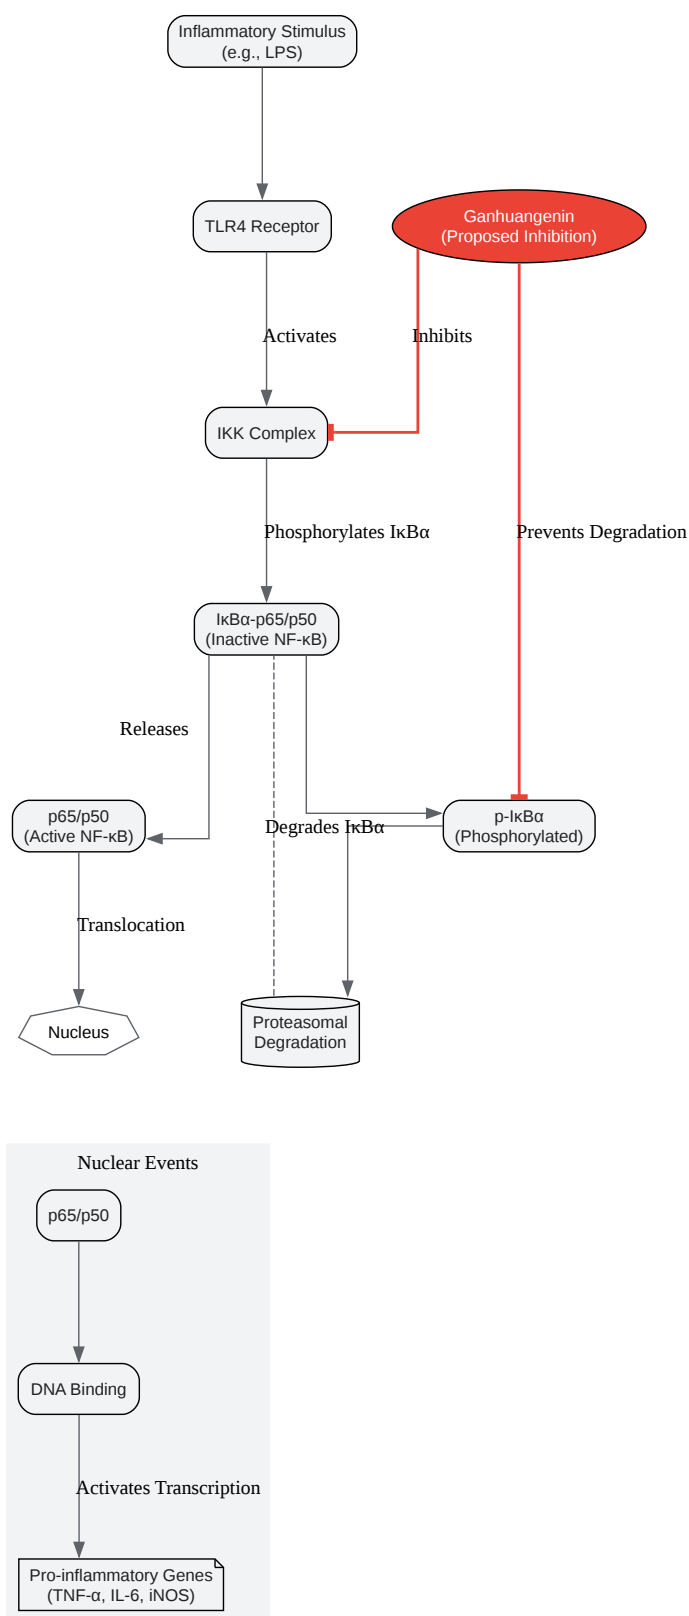 Inflammatory Stimulus
(e.g., LPS)
TLR4 Receptor
Ganhuangenin
(Proposed Inhibition)
Activates
Inhibits
IKK Complex
Phosphorylates IκBα
Prevents Degradation
IκBα-p65/p50
(Inactive NF-κB)
Releases
p65/p50
(Active NF-κB)
Degrades IκBα
p-IκBα
(Phosphorylated)
Translocation
Nucleus
Proteasomal
Degradation
Nuclear Events
p65/p50
DNA Binding
Activates Transcription
Pro-inflammatory Genes
(TNF-α, IL-6, iNOS)